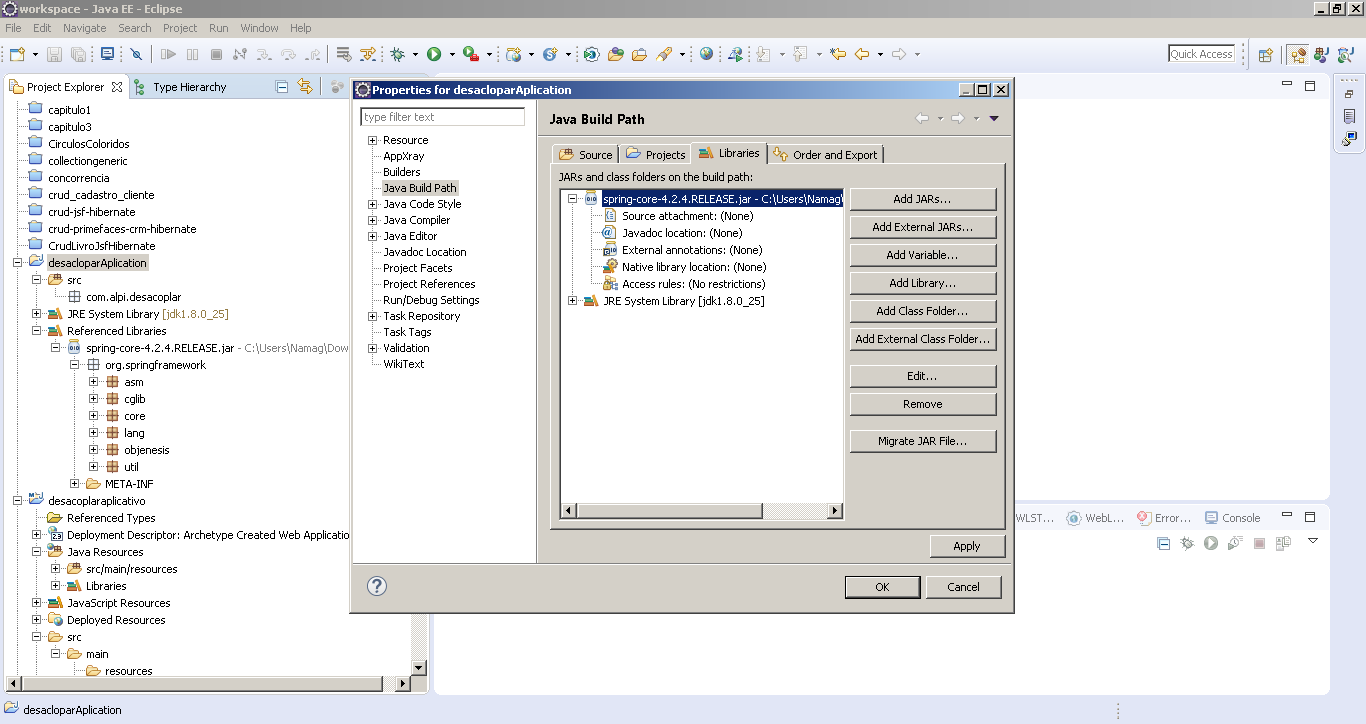 workspace - Java EE - Eclipse
File Edit Navigate Search Project Run Window Help
Quick Access
Project Explorer
Type Hierarchy
capitulo1
capitulo3
CirculosColoridos
collectiongeneric
concorrencia
crud_cadastro_cliente
crud-jsf-hibernate
crud-primefaces-crm-hibernate
CrudLivroJsfHibernate
desacloparAplication
src
com.alpi.desacoplar
JRE System Library [jdk1.8.0_25]
Referenced Libraries
spring-core-4.2.4.RELEASE.jar - C:\Users\Namag\Dow
org.springframework
asm
cglib
core
lang
objenesis
util
META-INF
desacoplaraplicativo
Referenced Types
Deployment Descriptor: Archetype Created Web Applicatio
Java Resources
src/main/resources
Libraries
JavaScript Resources
Deployed Resources
src
main
resources
Properties for desacloparAplication
type filter text
Resource
AppXray
Builders
Java Build Path
Java Code Style
Java Compiler
Java Editor
Javadoc Location
Project Facets
Project References
Run/Debug Settings
Task Repository
Task Tags
Validation
WikiText
Java Build Path
Source
Projects
Libraries
Order and Export
JARs and class folders on the build path:
spring-core-4.2.4.RELEASE.jar - C:\Users\Namag\
Source attachment: (None)
Javadoc location: (None)
External annotations: (None)
Native library location: (None)
Access rules: (No restrictions)
JRE System Library [jdk1.8.0_25]
Add JARs...
Add External JARs...
Add Variable...
Add Library...
Add Class Folder...
Add External Class Folder...
Edit...
Remove
Migrate JAR File...
Apply
OK
Cancel
WLST...
WebL...
Error...
Console
desacloparAplication